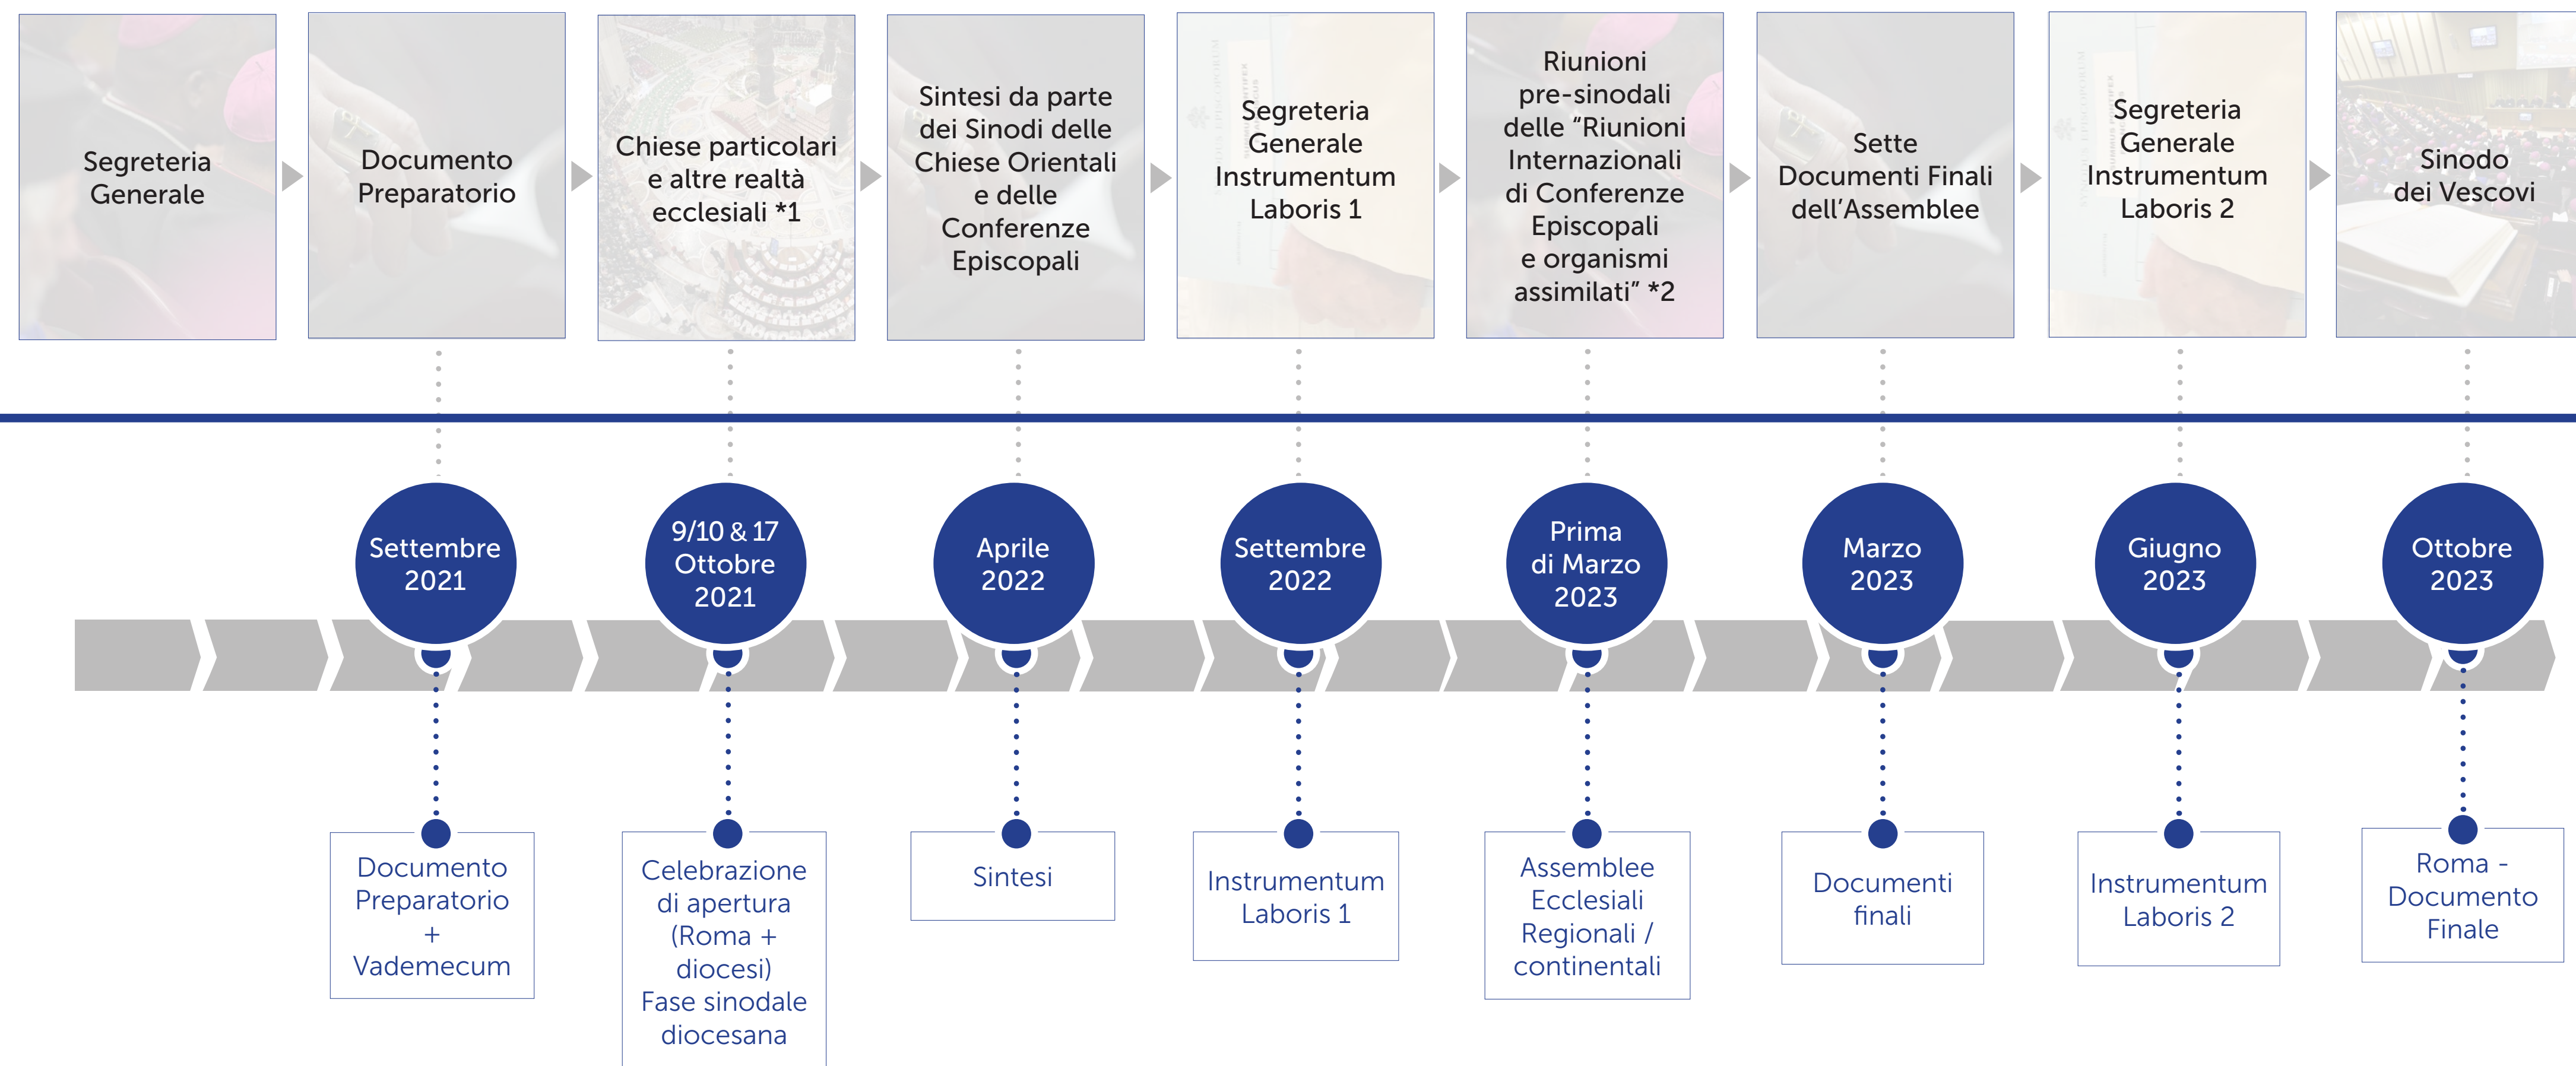 Segreteria
Generale
Documento
Preparatorio
Chiese particolari
e altre realtà
ecclesiali *1
Sintesi da parte
dei Sinodi delle
Chiese Orientali
e delle
Conferenze
Episcopali
Segreteria
Generale
Instrumentum
Laboris 1
Riunioni
pre-sinodali
delle “Riunioni
Internazionali
di Conferenze
Episcopali
e organismi
assimilati” *2
Sette
Documenti Finali
dell’Assemblee
Segreteria
Generale
Instrumentum
Laboris 2
Sinodo
dei Vescovi
Settembre
2021
9/10 & 17
Ottobre
2021
Aprile
2022
Settembre
2022
Prima
di Marzo
2023
Marzo
2023
Giugno
2023
Ottobre
2023
Documento
Preparatorio
+
Vademecum
Celebrazione
di apertura
(Roma +
diocesi)
Fase sinodale
diocesana
Sintesi
Instrumentum
Laboris 1
Assemblee
Ecclesiali
Regionali /
continentali
Documenti
finali
Instrumentum
Laboris 2
Roma -
Documento
Finale